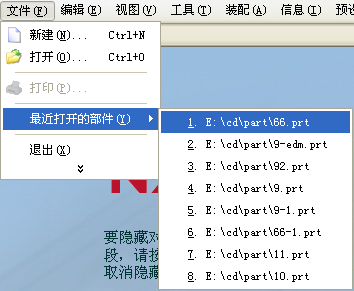 文件(F) 编辑(E) 视图(V) 工具(T) 装配(A) 信息(I) 预设
新建(N)... Ctrl+N
打开(O)... Ctrl+O
打印(P)...
最近打开的部件(Y)
退出(X)
1. E:\cd\part\66.prt
2. E:\cd\part\9-edm.prt
3. E:\cd\part\92.prt
4. E:\cd\part\9.prt
5. E:\cd\part\9-1.prt
6. E:\cd\part\66-1.prt
7. E:\cd\part\11.prt
8. E:\cd\part\10.prt
要隐藏对
段，请按
取消隐藏